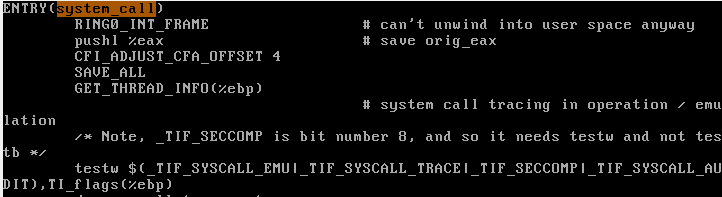 ENTRY(system_call)
RING0_INT_FRAME # can't unwind into user space anyway
pushl %eax # save orig_eax
CFI_ADJUST_CFA_OFFSET 4
SAVE_ALL
GET_THREAD_INFO(%ebp)
# system call tracing in operation / emu
lation
/* Note, _TIF_SECCOMP is bit number 8, and so it needs testw and not tes
tb */
testw $(_TIF_SYSCALL_EMU|_TIF_SYSCALL_TRACE|_TIF_SECCOMP|_TIF_SYSCALL_AU
DIT),TI_flags(%ebp)